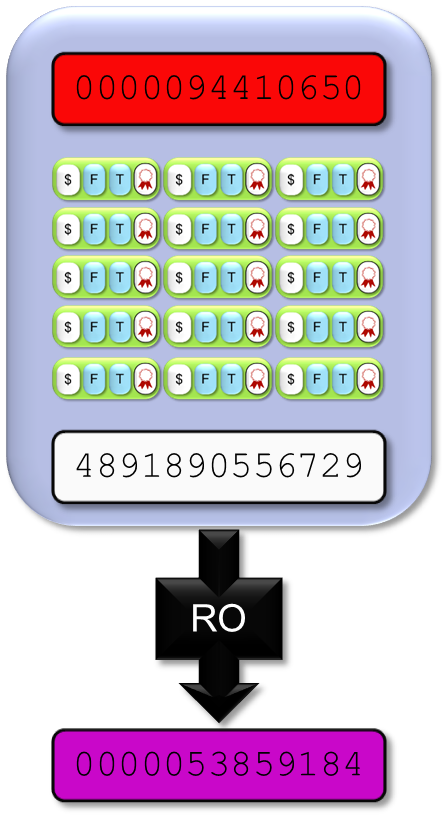 0000094410650
$ F T $ F T $ F T
$ F T $ F T $ F T
$ F T $ F T $ F T
$ F T $ F T $ F T
$ F T $ F T $ F T
4891890556729
RO
0000053859184